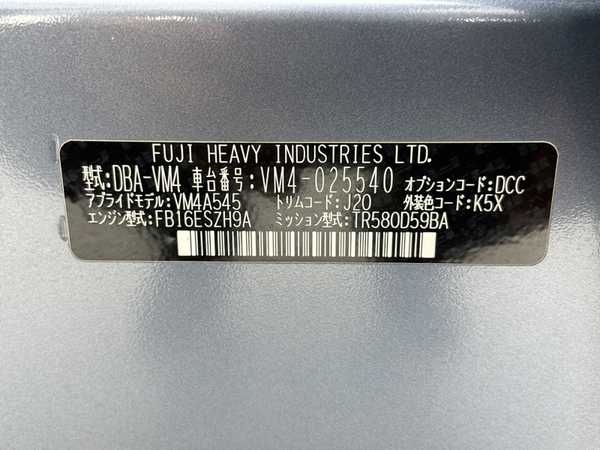 FUJI HEAVY INDUSTRIES LTD.
型式:DBA-VM4 車台番号:VM4-025540 オプションコード:DCC
アプライドモデル:VM4A545 トリムコード:J20 外装色コード:K5X
エンジン型式:FB16ESZH9A ミッション型式:TR580D59BA